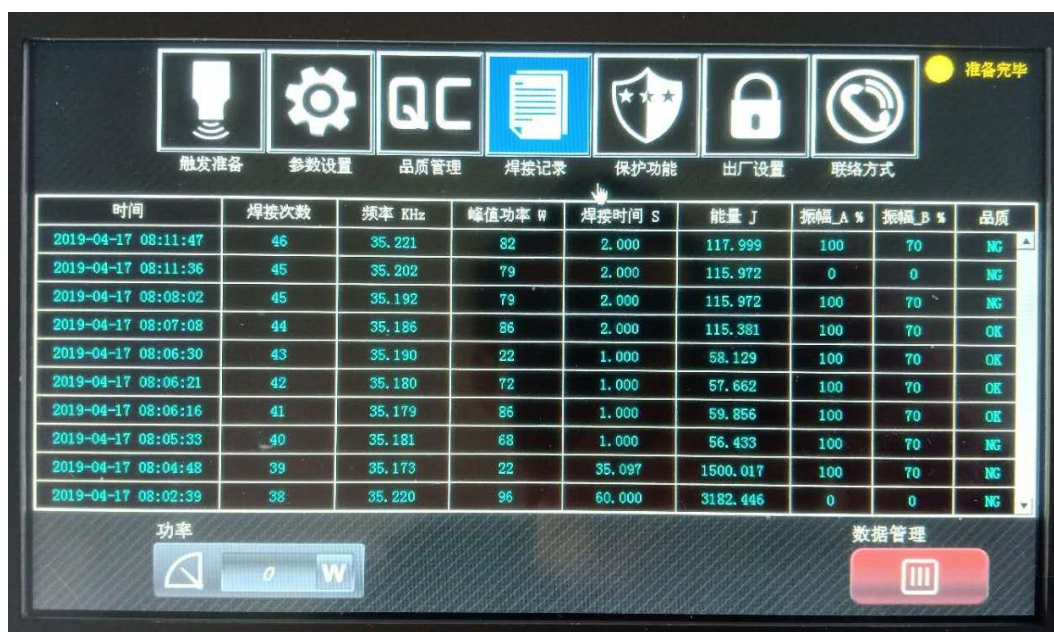 准备完毕
QC
触发准备 参数设置 品质管理 焊接记录 保护功能 出厂设置 联络方式
时间 焊接次数 频率 KHz 峰值功率 W 焊接时间 S 能量 J 振幅_A % 振幅_B % 品质
2019-04-17 08:11:47 46 35.221 82 2.000 117.999 100 70 NG
2019-04-17 08:11:36 45 35.202 79 2.000 115.972 0 0 NG
2019-04-17 08:08:02 45 35.192 79 2.000 115.972 100 70 NG
2019-04-17 08:07:08 44 35.186 86 2.000 115.381 100 70 OK
2019-04-17 08:06:30 43 35.190 22 1.000 58.129 100 70 OK
2019-04-17 08:06:21 42 35.180 72 1.000 57.662 100 70 OK
2019-04-17 08:06:16 41 35.179 86 1.000 59.856 100 70 OK
2019-04-17 08:05:33 40 35.181 68 1.000 56.433 100 70 NG
2019-04-17 08:04:48 39 35.173 22 35.097 1500.017 100 70 NG
2019-04-17 08:02:39 38 35.220 96 60.000 3182.446 0 0 NG
功率 数据管理
0 W